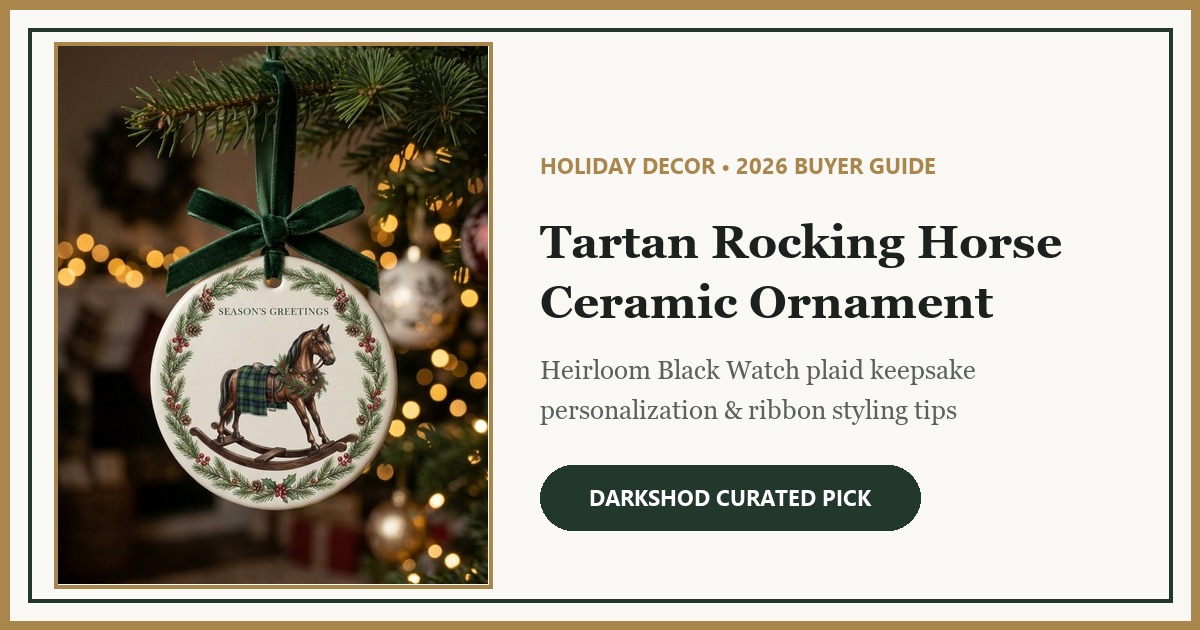 SEASON'S GREETINGS
HOLIDAY DECOR • 2026 BUYER GUIDE
Tartan Rocking Horse
Ceramic Ornament
Heirloom Black Watch plaid keepsake
personalization & ribbon styling tips
DARKSHOD CURATED PICK